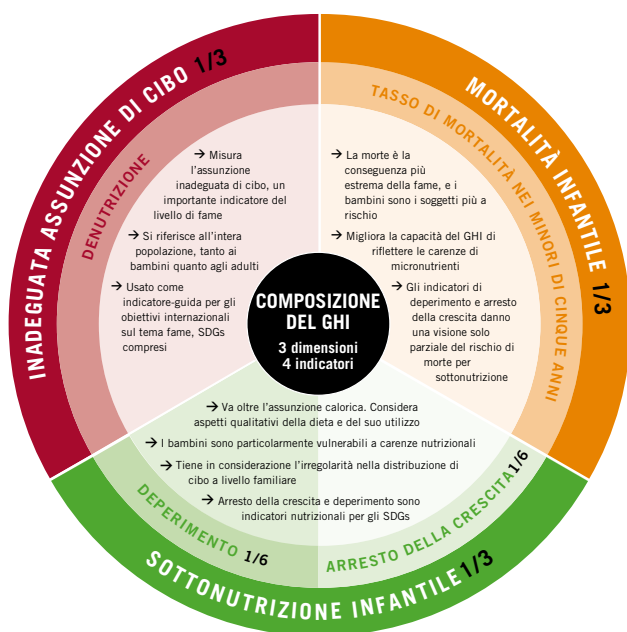 INADEGUATA ASSUNZIONE DI CIBO 1/3
DENUTRIZIONE
→ Misura
l'assunzione
inadeguata di cibo, un
importante indicatore del
livello di fame
→ Si riferisce all'intera
popolazione, tanto ai
bambini quanto agli adulti
→ Usato come
indicatore-guida per gli
obiettivi internazionali
sul tema fame, SDGs
compresi
MORTALITÀ INFANTILE 1/3
TASSO DI MORTALITÀ NEI MINORI DI CINQUE ANNI
→ La morte è la
conseguenza più
estrema della fame, e i
bambini sono i soggetti più a
rischio
→ Migliora la capacità del GHI di
riflettere le carenze di
micronutrienti
→ Gli indicatori di
deperimento e arresto
della crescita danno
una visione solo
parziale del rischio di
morte per
sottonutrizione
COMPOSIZIONE
DEL GHI
3 dimensioni
4 indicatori
→ Va oltre l'assunzione calorica. Considera
aspetti qualitativi della dieta e del suo utilizzo
→ I bambini sono particolarmente vulnerabili a carenze nutrizionali
→ Tiene in considerazione l'irregolarità nella distribuzione di
cibo a livello familiare
→ Arresto della crescita e deperimento sono
indicatori nutrizionali per gli SDGs
DEPERIMENTO 1/6
ARRESTO DELLA CRESCITA 1/6
SOTTONUTRIZIONE INFANTILE 1/3